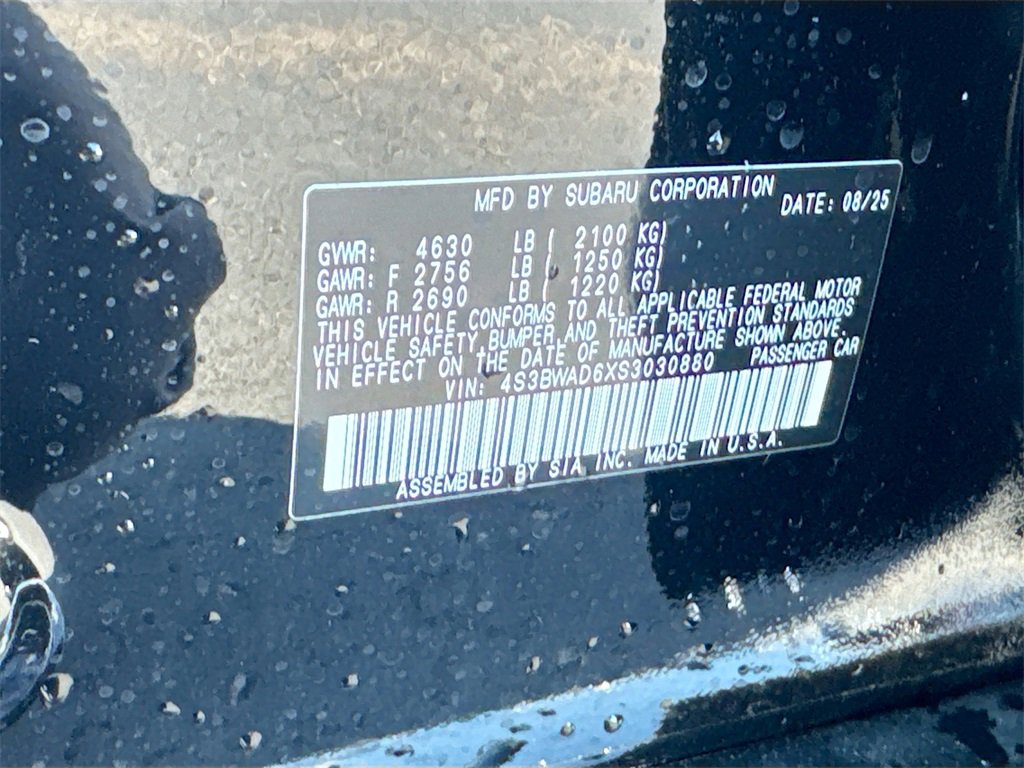 MFD BY SUBARU CORPORATION DATE: 08/25
GVWR: 4630 LB ( 2100 KG)
GAWR: F 2756 LB ( 1250 KG)
GAWR: R 2690 LB ( 1220 KG)
THIS VEHICLE CONFORMS TO ALL APPLICABLE FEDERAL MOTOR
VEHICLE SAFETY, BUMPER, AND THEFT PREVENTION STANDARDS
IN EFFECT ON THE DATE OF MANUFACTURE SHOWN ABOVE.
VIN: 4S3BWAD6XS3030880 PASSENGER CAR
ASSEMBLED BY SIA, INC. MADE IN U.S.A.